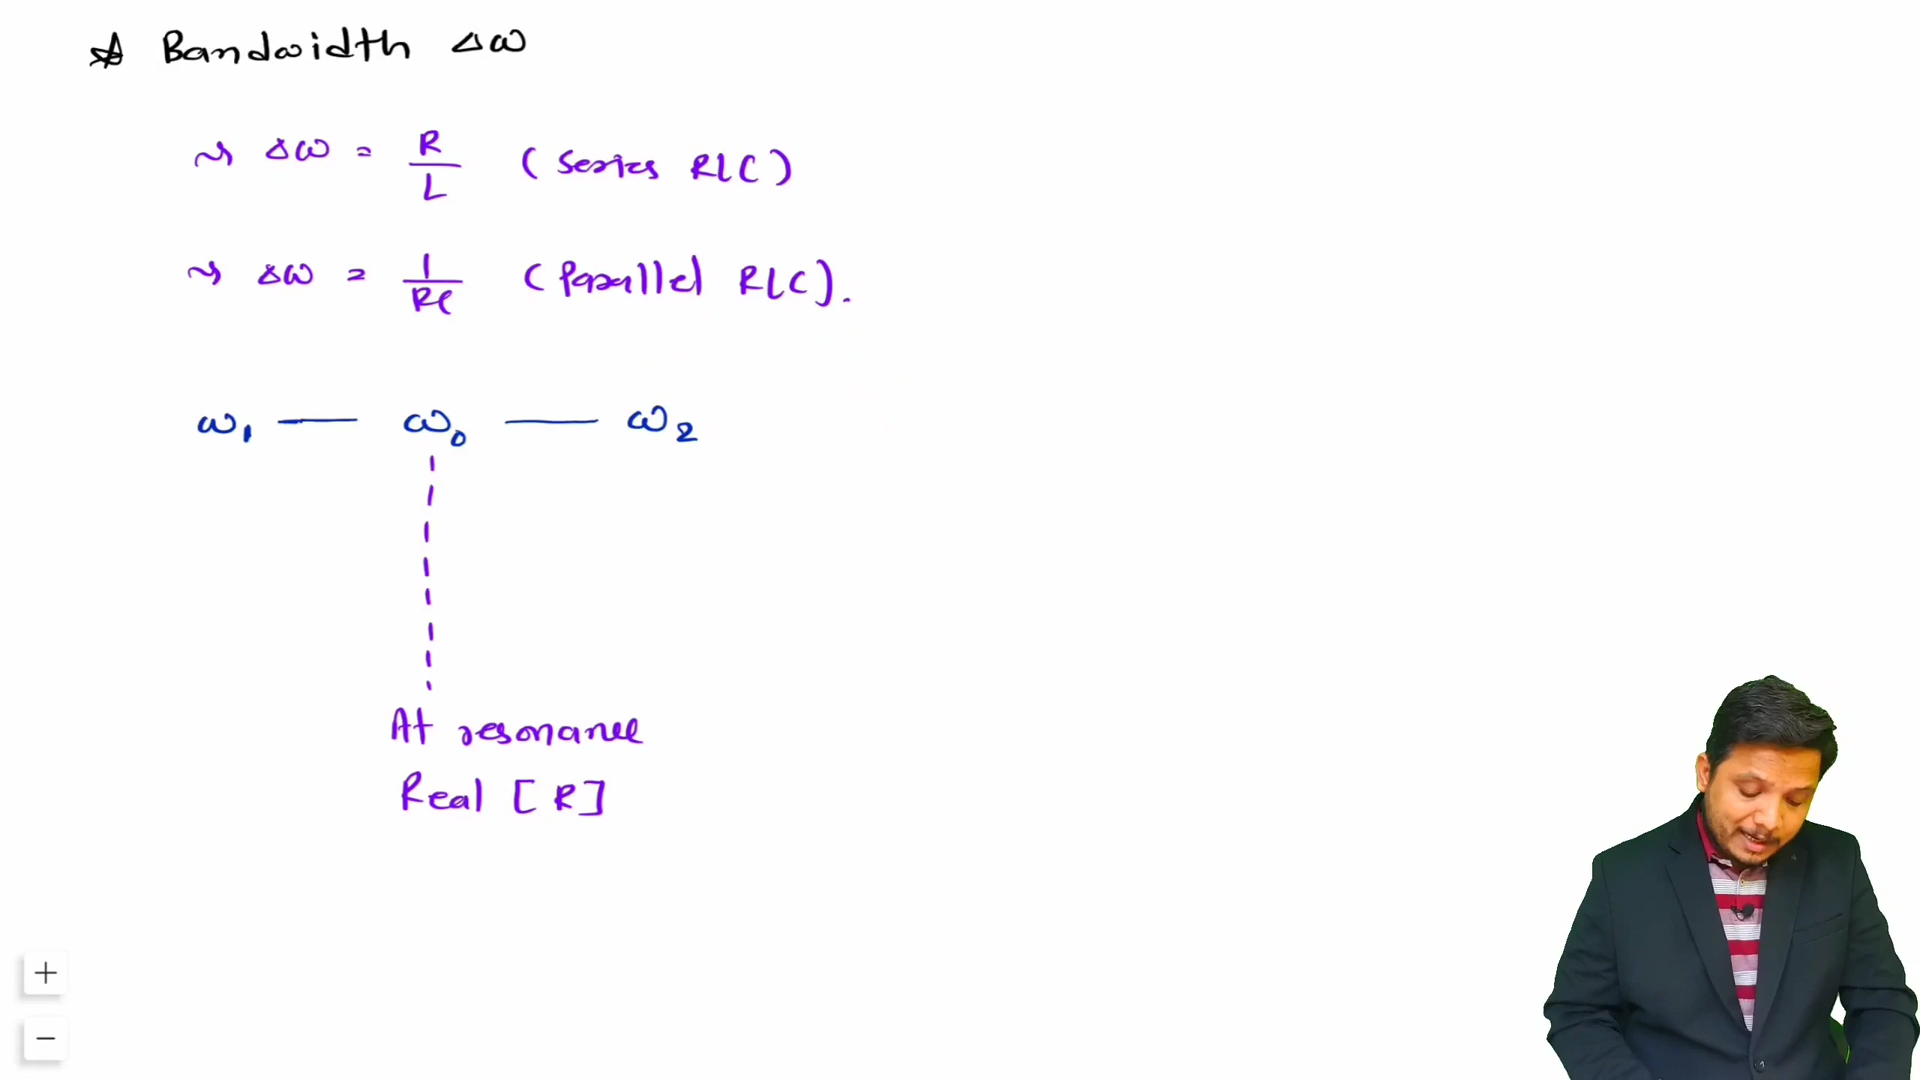 * Bandwidth Δω
~> Δω = R/L (Series RLC)
~> Δω = 1/RC (Parallel RLC).
ω₁ — ω₀ — ω₂
At resonance
Real [R]
+
−